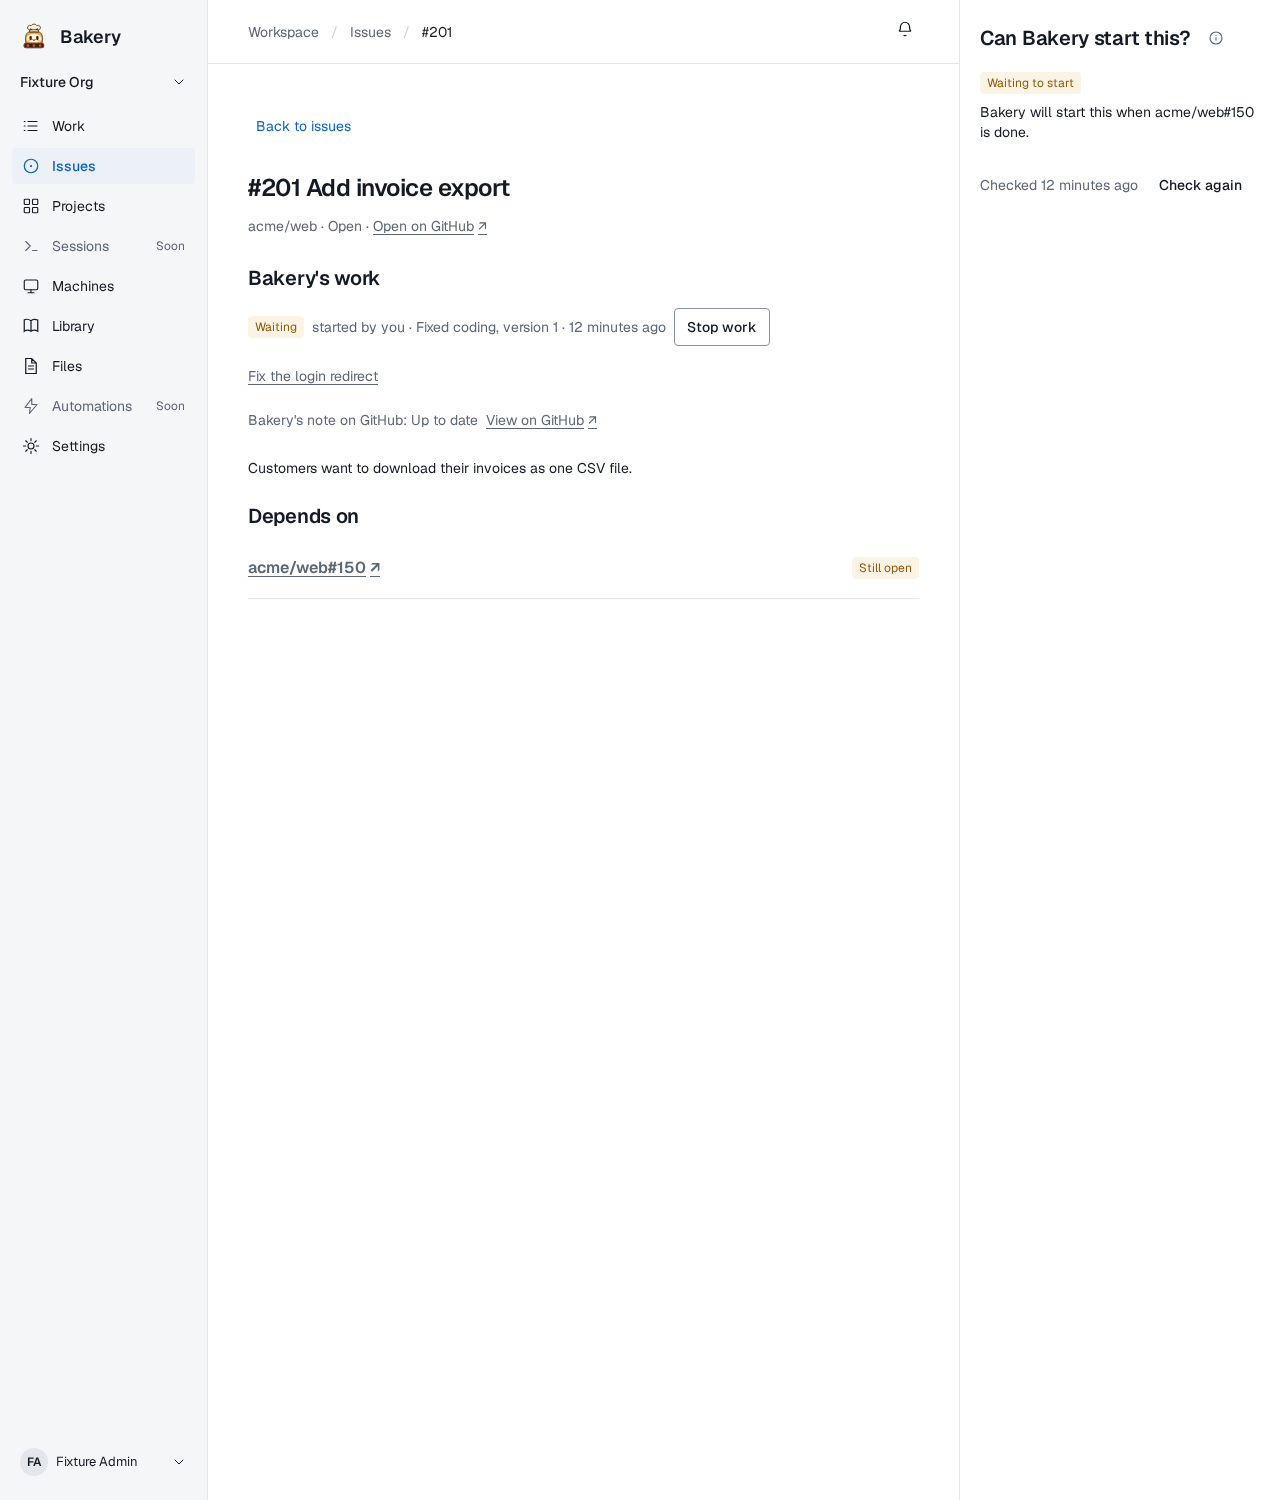 Bakery
Fixture Org
Work
Issues
Projects
Sessions Soon
Machines
Library
Files
Automations Soon
Settings
FA Fixture Admin
Workspace / Issues / #201
Back to issues
#201 Add invoice export
acme/web · Open · Open on GitHub ↗
Bakery's work
Waiting started by you · Fixed coding, version 1 · 12 minutes ago Stop work
Fix the login redirect
Bakery's note on GitHub: Up to date View on GitHub ↗
Customers want to download their invoices as one CSV file.
Depends on
acme/web#150 ↗ Still open
Can Bakery start this?
Waiting to start
Bakery will start this when acme/web#150
is done.
Checked 12 minutes ago Check again